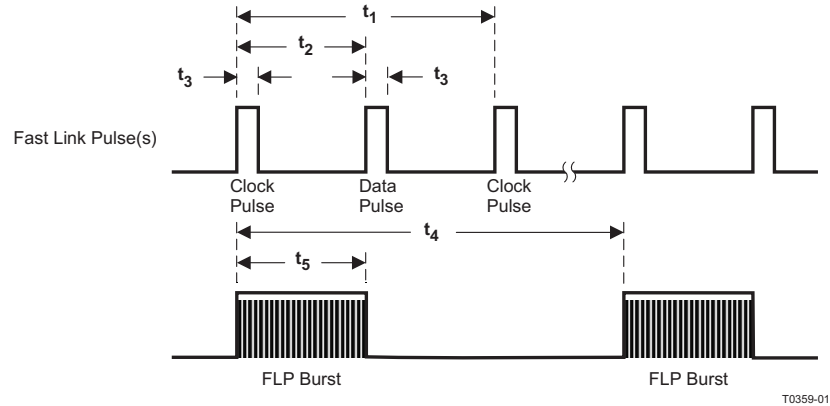 t1
t2
t3
t3
Fast Link Pulse(s)
Clock
Pulse
Data
Pulse
Clock
Pulse
t4
t5
FLP Burst
FLP Burst
T0359-01